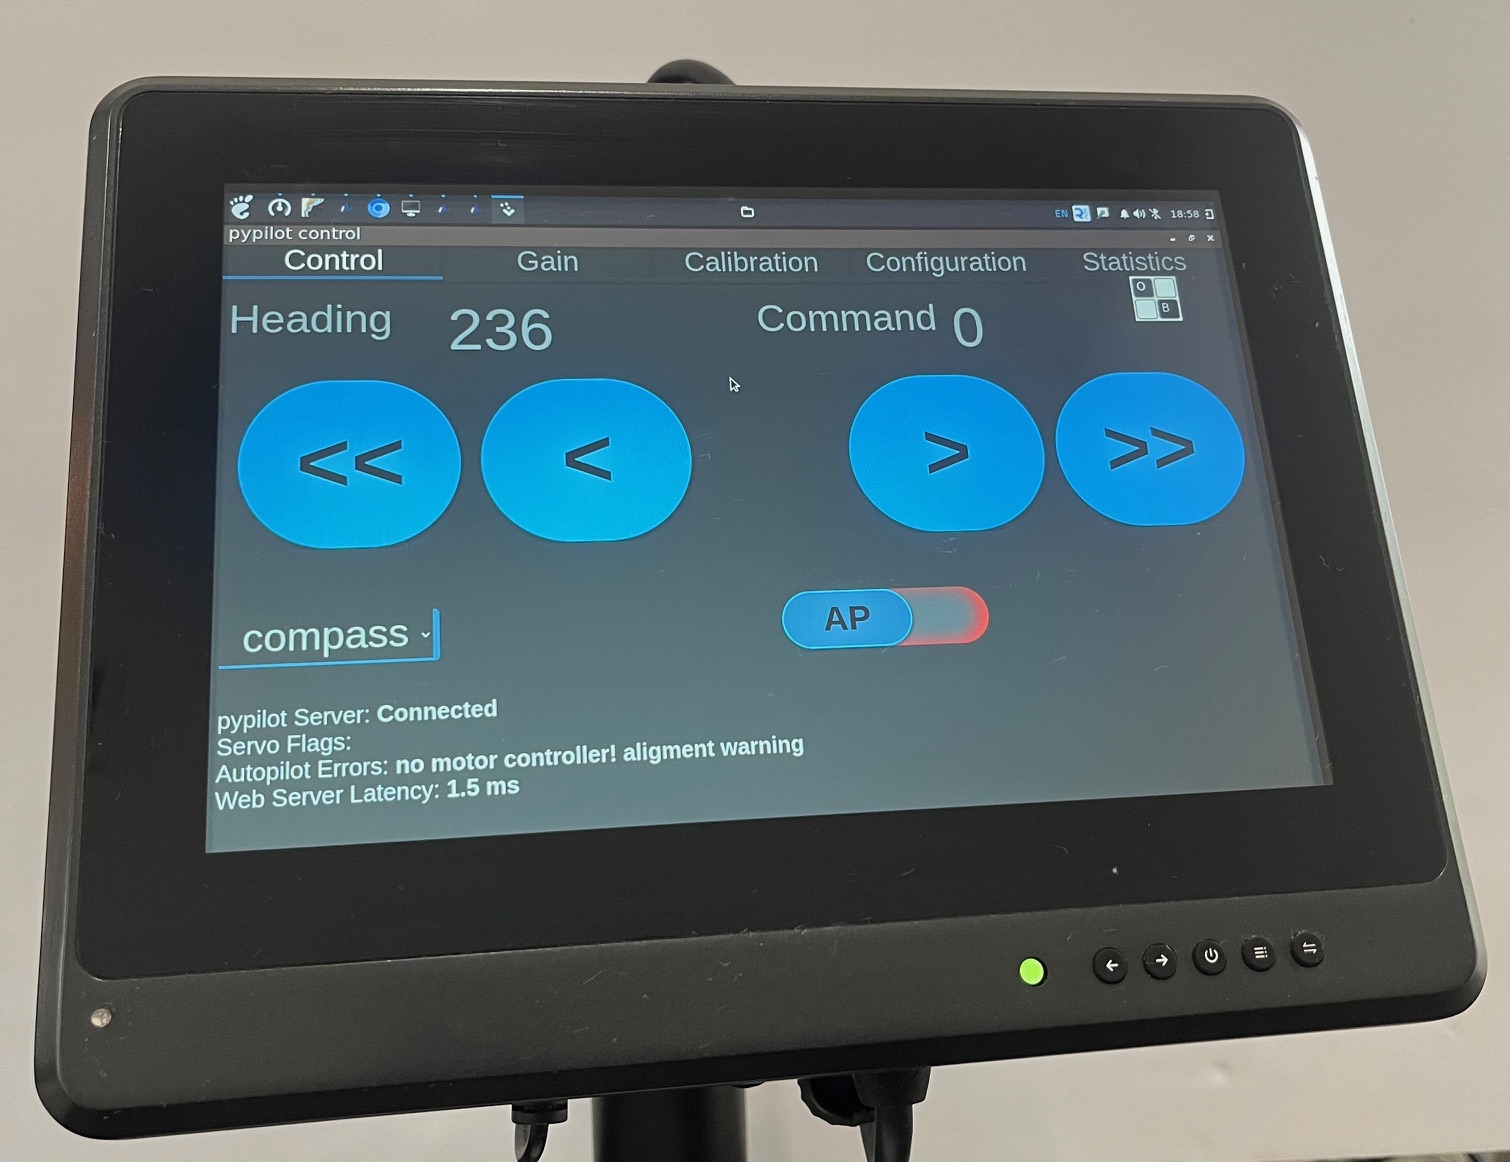 EN 18:58
pypilot control
Control Gain Calibration Configuration Statistics
O
B
Heading 236 Command 0
<< < > >>
compass
AP
pypilot Server: Connected
Servo Flags:
Autopilot Errors: no motor controller! aligment warning
Web Server Latency: 1.5 ms